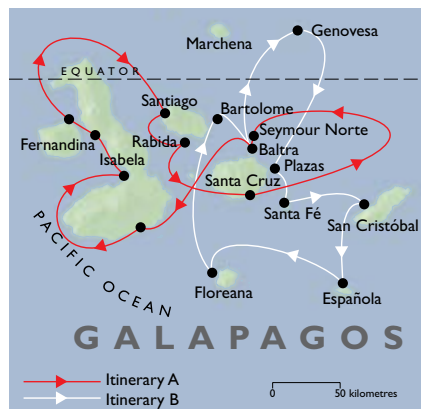 Genovesa
Marchena
EQUATOR
Santiago
Bartolome
Seymour Norte
Fernandina
Rabida
Baltra
Isabela
Plazas
Santa Cruz
Santa Fé
San Cristóbal
PACIFIC OCEAN
Floreana
Española
GALAPAGOS
Itinerary A
Itinerary B
0 50 kilometres